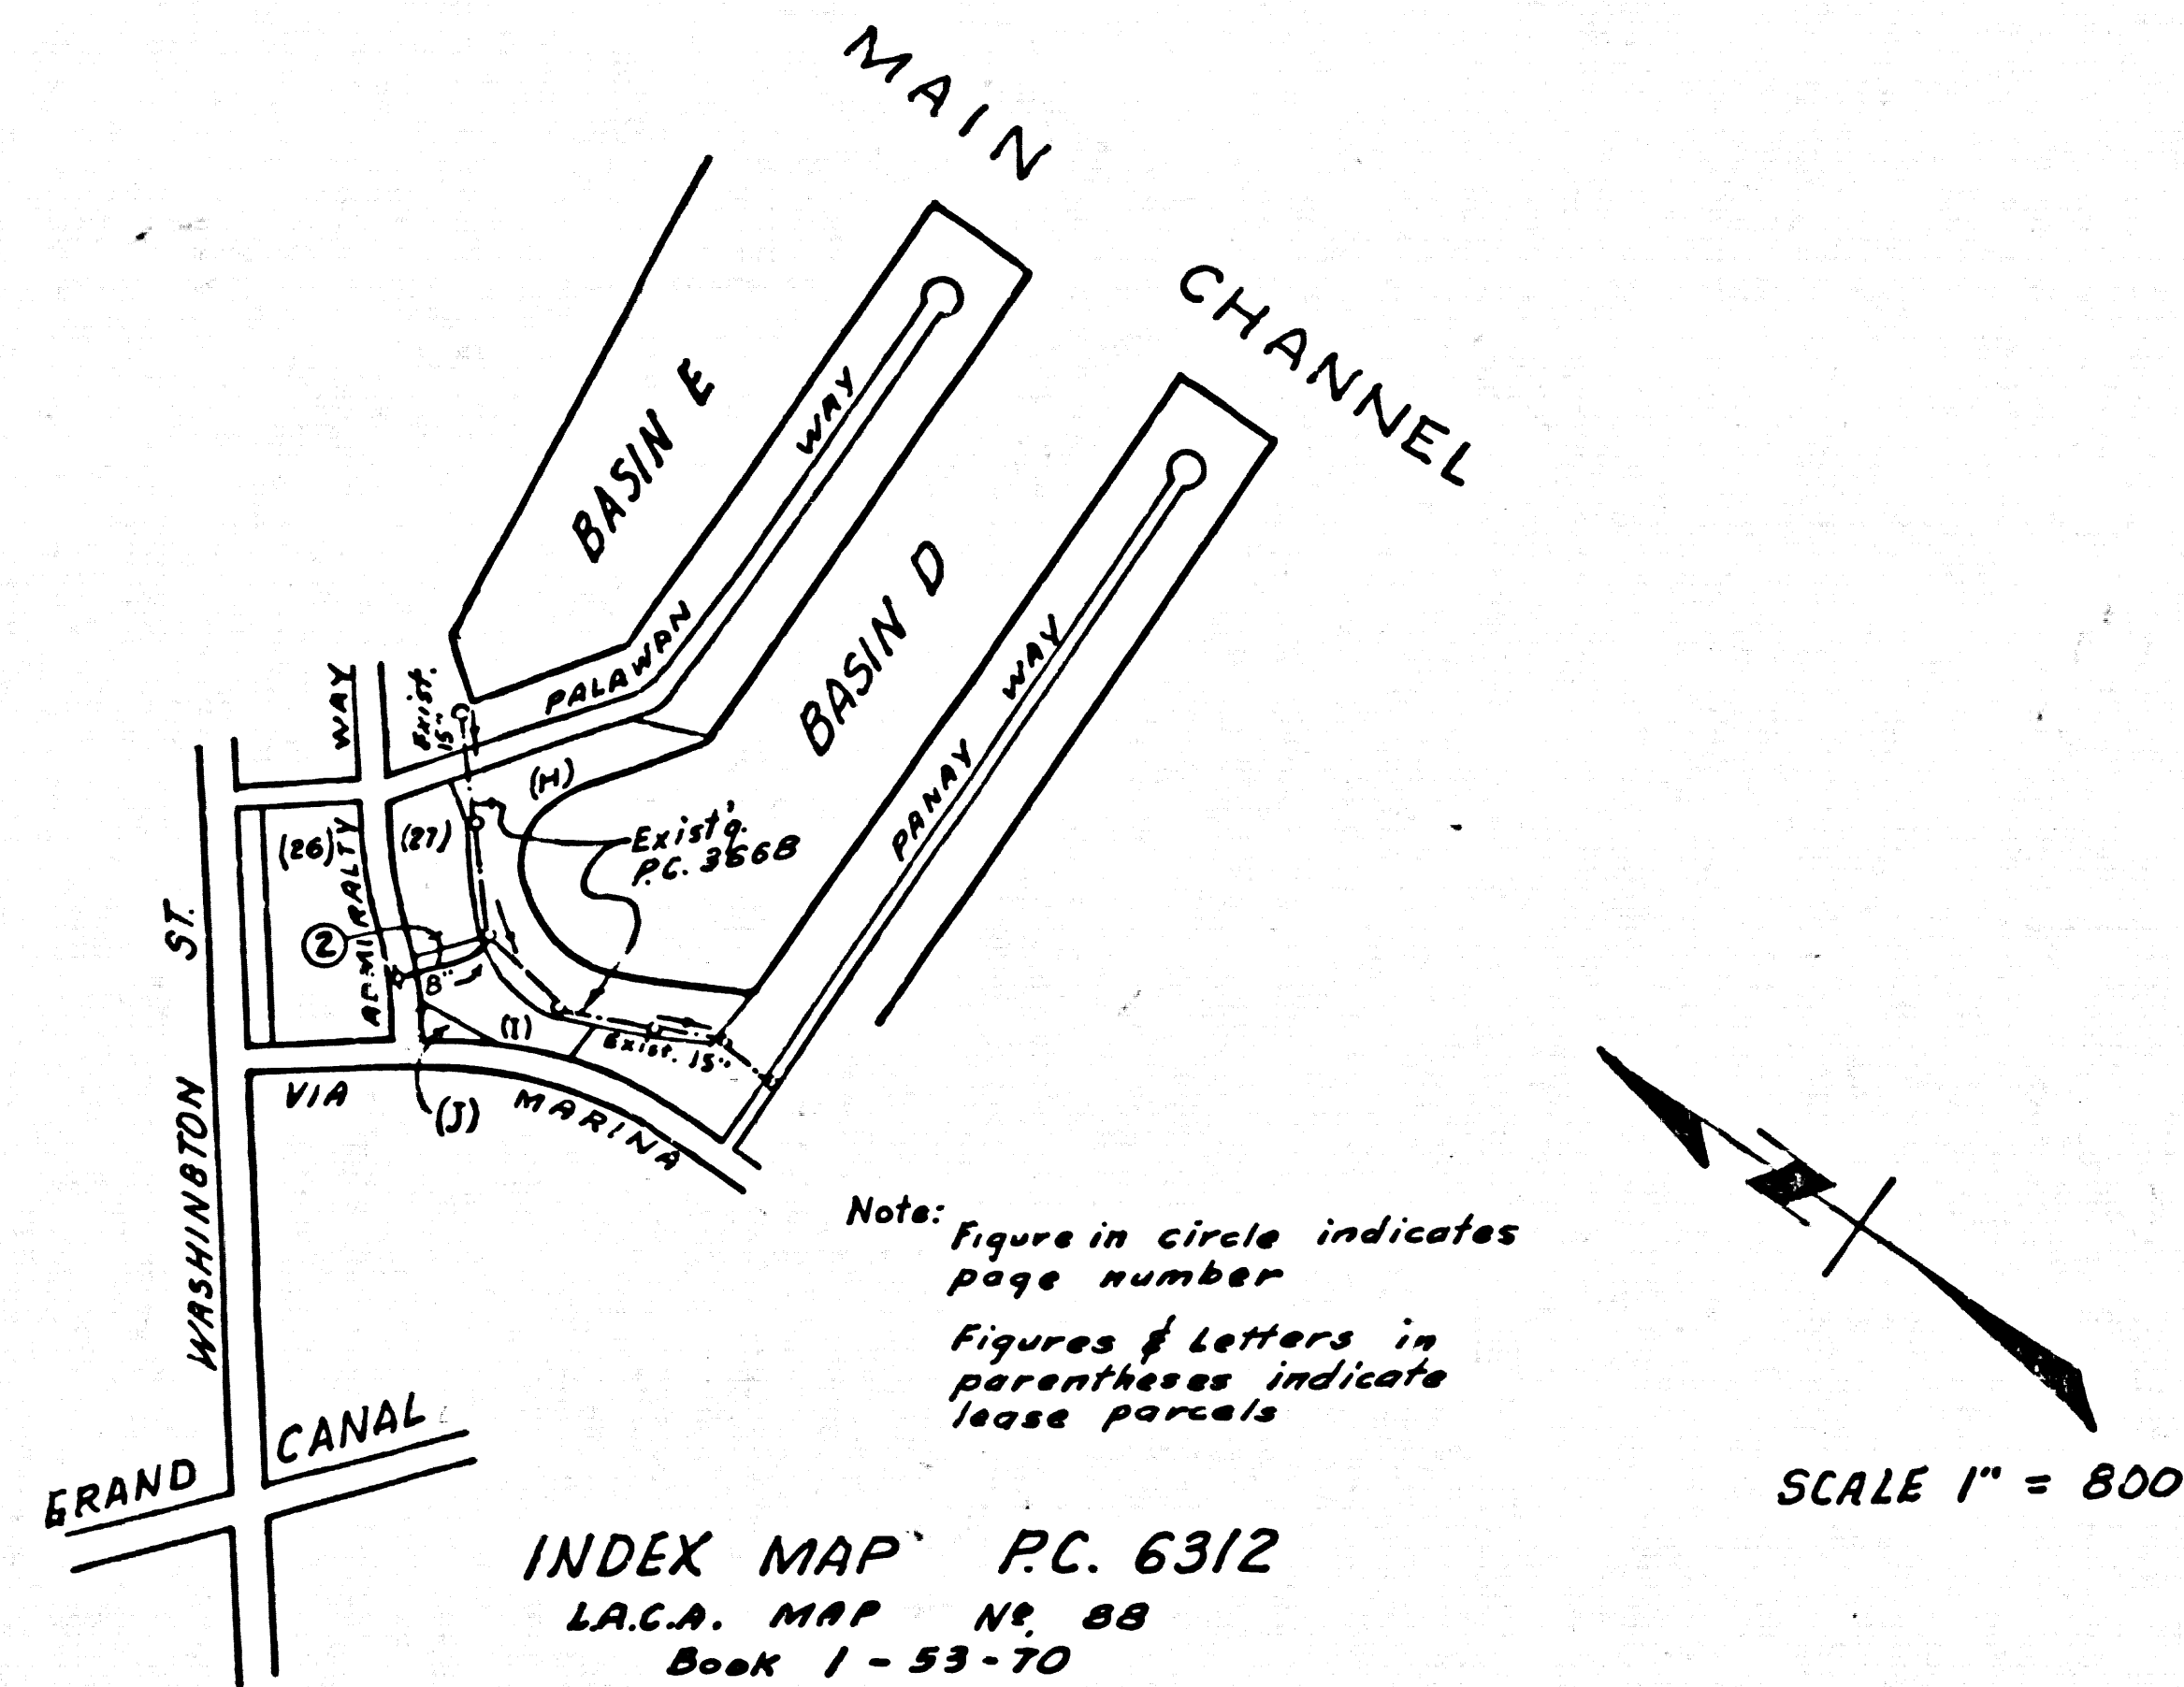 MAIN
CHANNEL
BASIN E
WAY
PALAWAN
BASIN D
WAY
PANAY
WAY
ADMIRALTY
EXIST.
15"
(H)
(26)
(27)
Exist'g.
P.C. 3668
2
8"
(I)
Exist. 15"
(J)
VIA MARINA
ST.
WASHINGTON
GRAND CANAL
Note:
Figure in circle indicates
page number
Figures & Letters in
parentheses indicate
lease parcels
N
SCALE 1" = 800
INDEX MAP P.C. 6312
L.A.C.A. MAP No. 88
Book 1 - 53 - 70